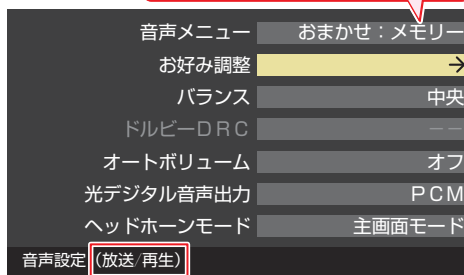 音声メニュー おまかせ：メモリー
お好み調整 →
バランス 中央
ドルビーＤＲＣ －－
オートボリューム オフ
光デジタル音声出力 ＰＣＭ
ヘッドホーンモード 主画面モード
音声設定 (放送/再生)